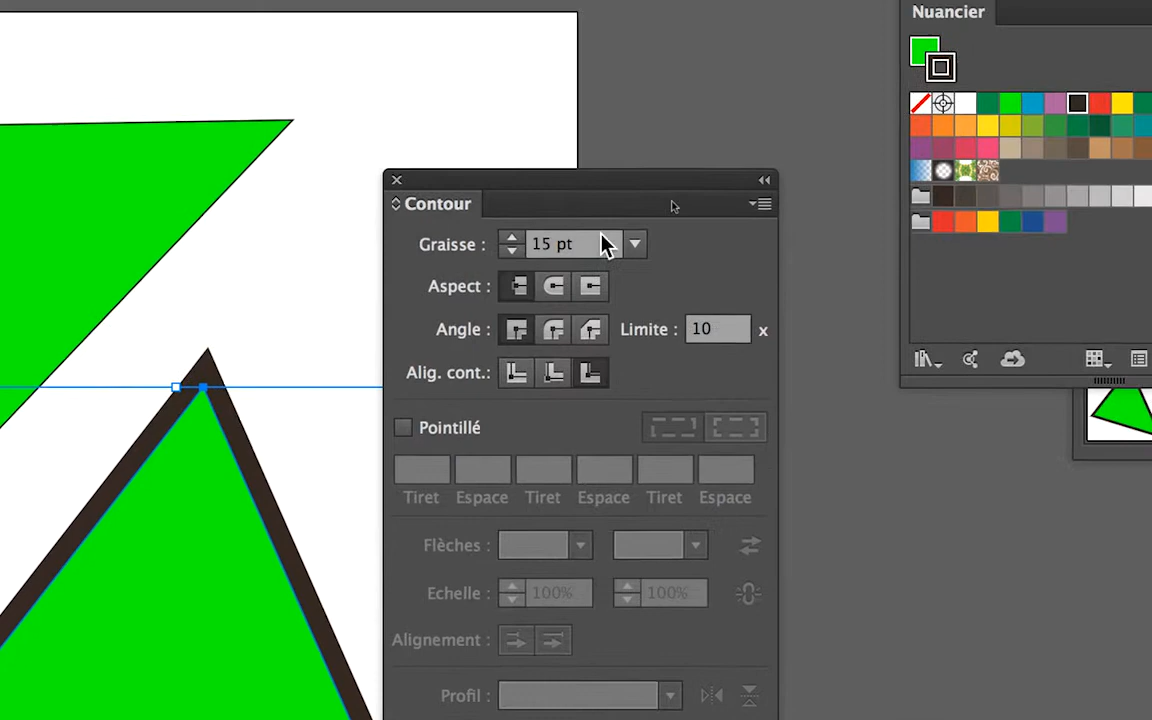 Nuancier
Contour
Graisse : 15 pt
Aspect :
Angle : Limite : 10 x
Alig. cont.:
Pointillé
Tiret Espace Tiret Espace Tiret Espace
Flèches :
Echelle : 100% 100%
Alignement :
Profil :